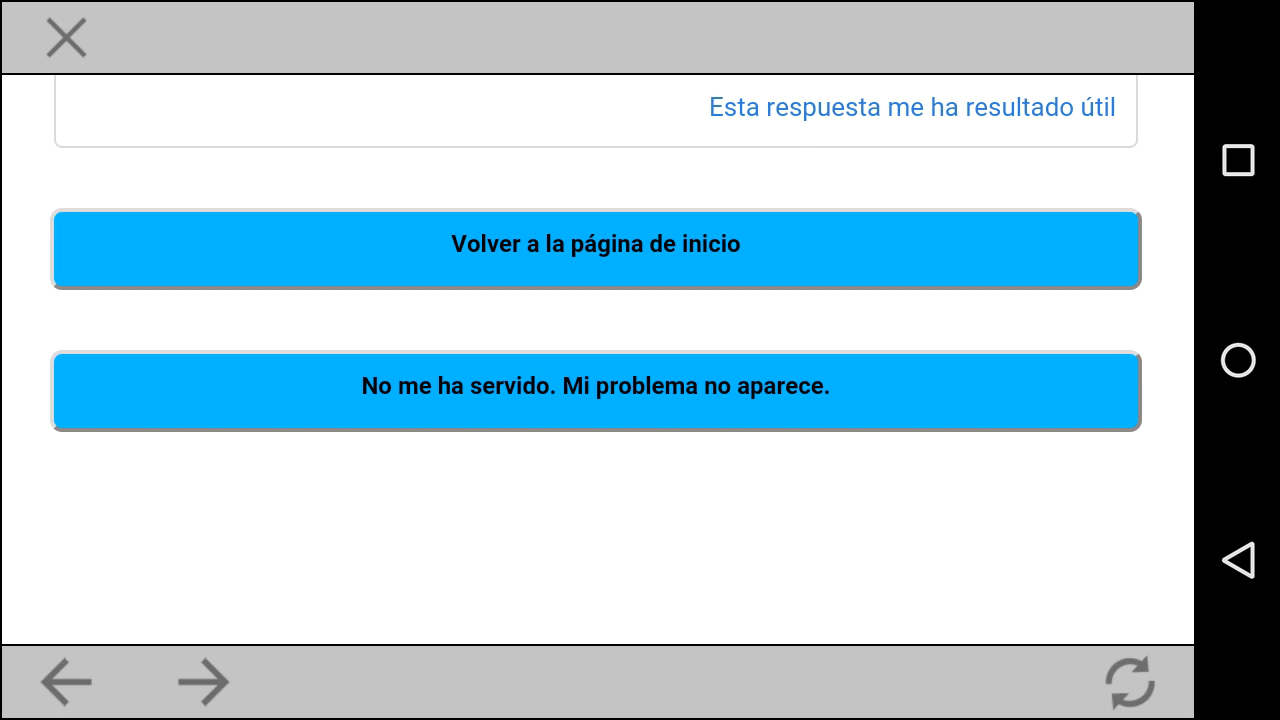 Esta respuesta me ha resultado útil
Volver a la página de inicio
No me ha servido. Mi problema no aparece.